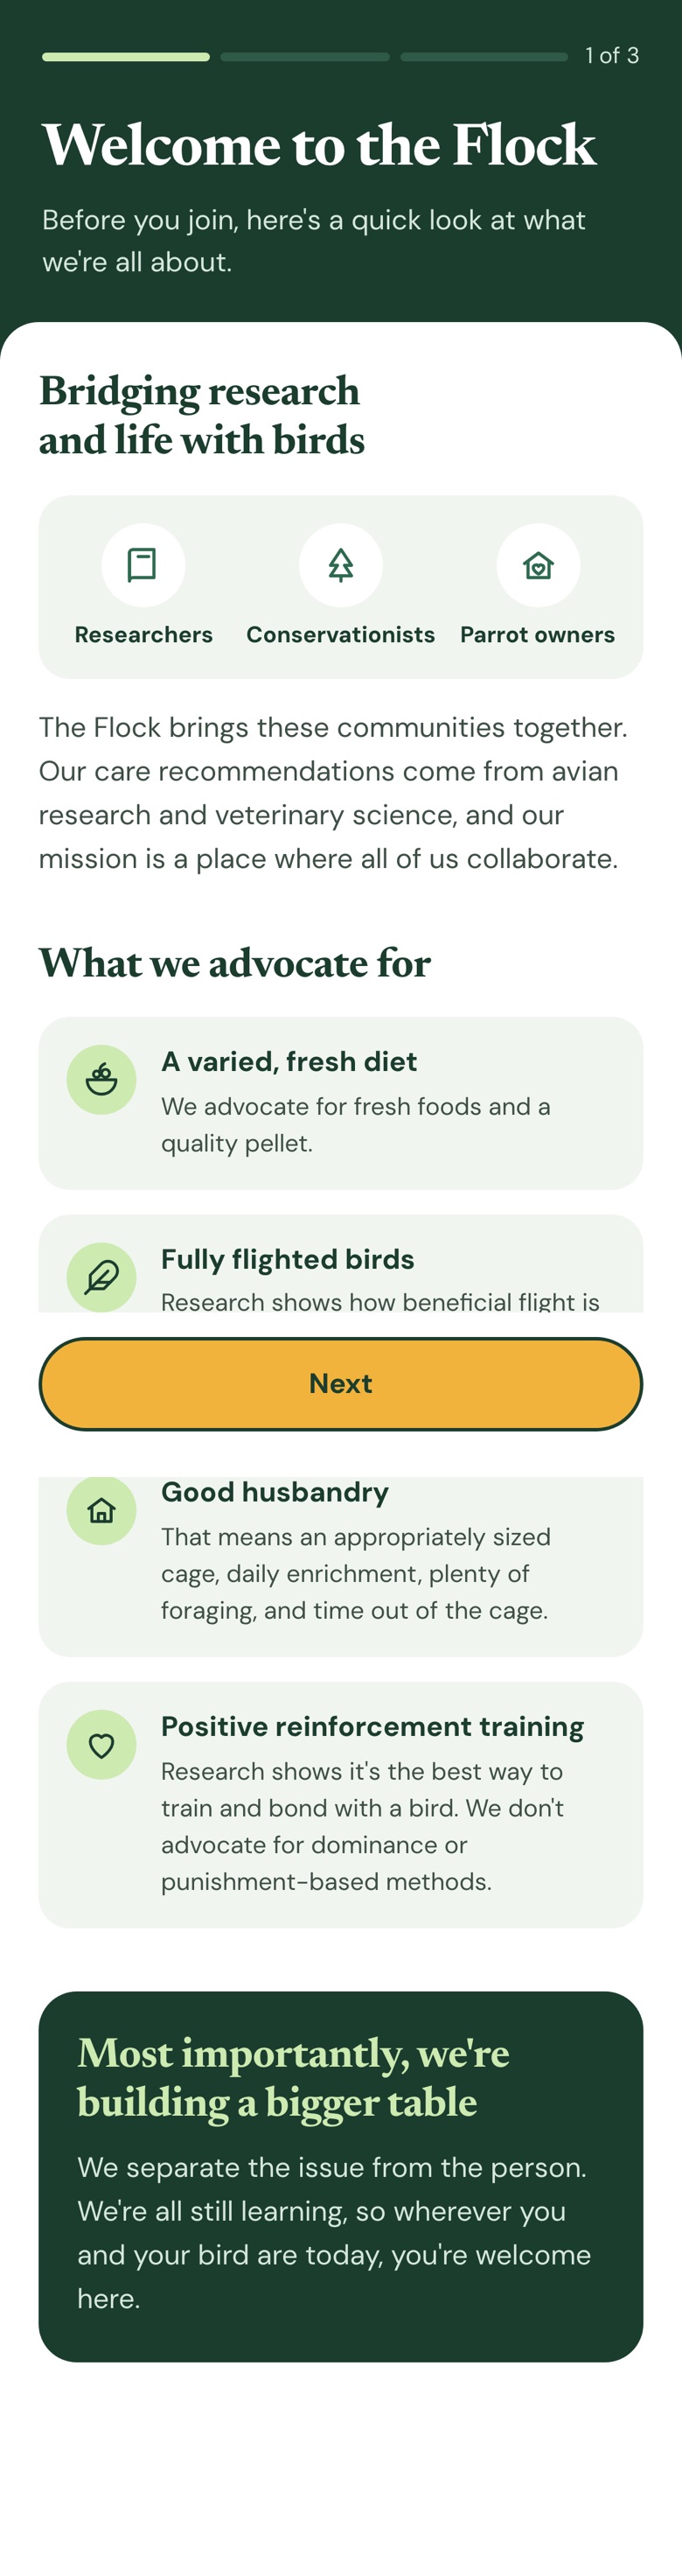 1 of 3
Welcome to the Flock
Before you join, here's a quick look at what
we're all about.
Bridging research
and life with birds
Researchers Conservationists Parrot owners
The Flock brings these communities together.
Our care recommendations come from avian
research and veterinary science, and our
mission is a place where all of us collaborate.
What we advocate for
A varied, fresh diet
We advocate for fresh foods and a
quality pellet.
Fully flighted birds
Research shows how beneficial flight is
Next
Good husbandry
That means an appropriately sized
cage, daily enrichment, plenty of
foraging, and time out of the cage.
Positive reinforcement training
Research shows it's the best way to
train and bond with a bird. We don't
advocate for dominance or
punishment-based methods.
Most importantly, we're
building a bigger table
We separate the issue from the person.
We're all still learning, so wherever you
and your bird are today, you're welcome
here.